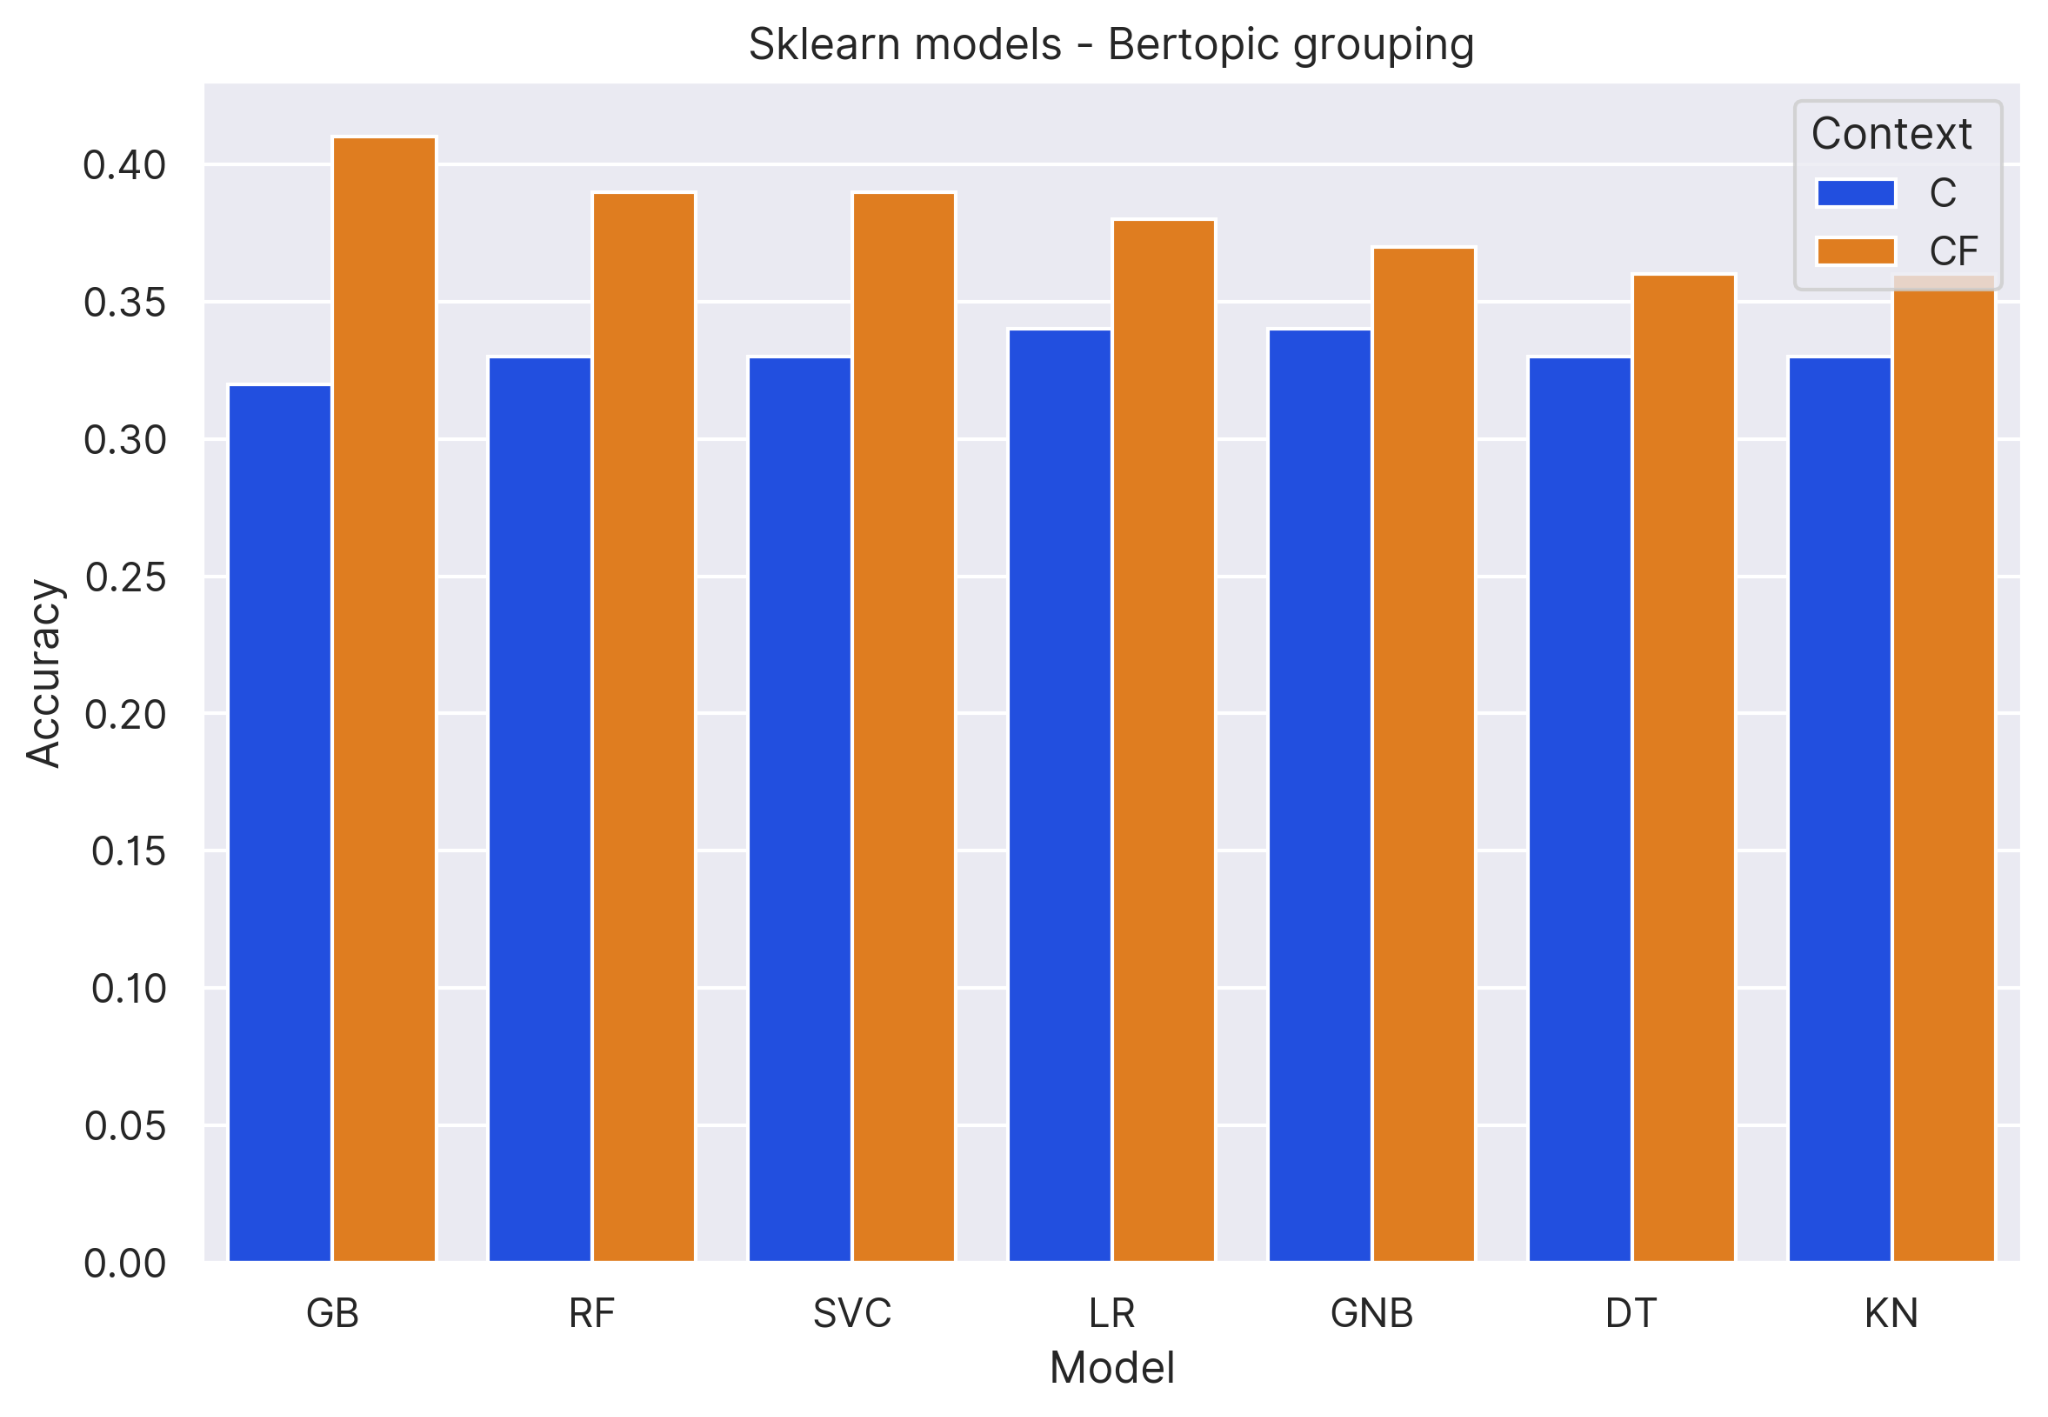 Sklearn models - Bertopic grouping
Context
C
CF
0.40
0.35
0.30
0.25
0.20
0.15
0.10
0.05
0.00
Accuracy
GB RF SVC LR GNB DT KN
Model